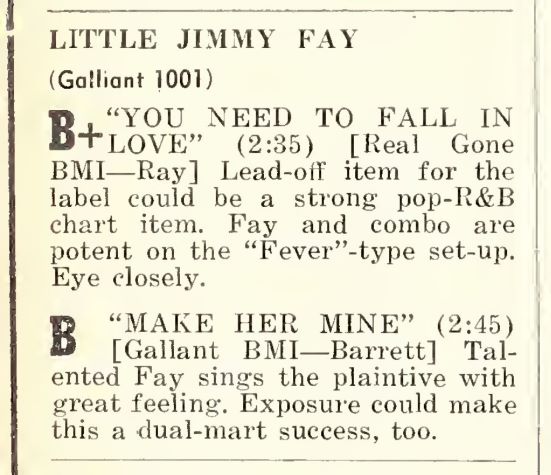 LITTLE JIMMY FAY
(Galliant 1001)
B+ “YOU NEED TO FALL IN
LOVE” (2:35) [Real Gone
BMI—Ray] Lead-off item for the
label could be a strong pop-R&B
chart item. Fay and combo are
potent on the “Fever”-type set-up.
Eye closely.
B “MAKE HER MINE” (2:45)
[Gallant BMI—Barrett] Tal-
ented Fay sings the plaintive with
great feeling. Exposure could make
this a dual-mart success, too.